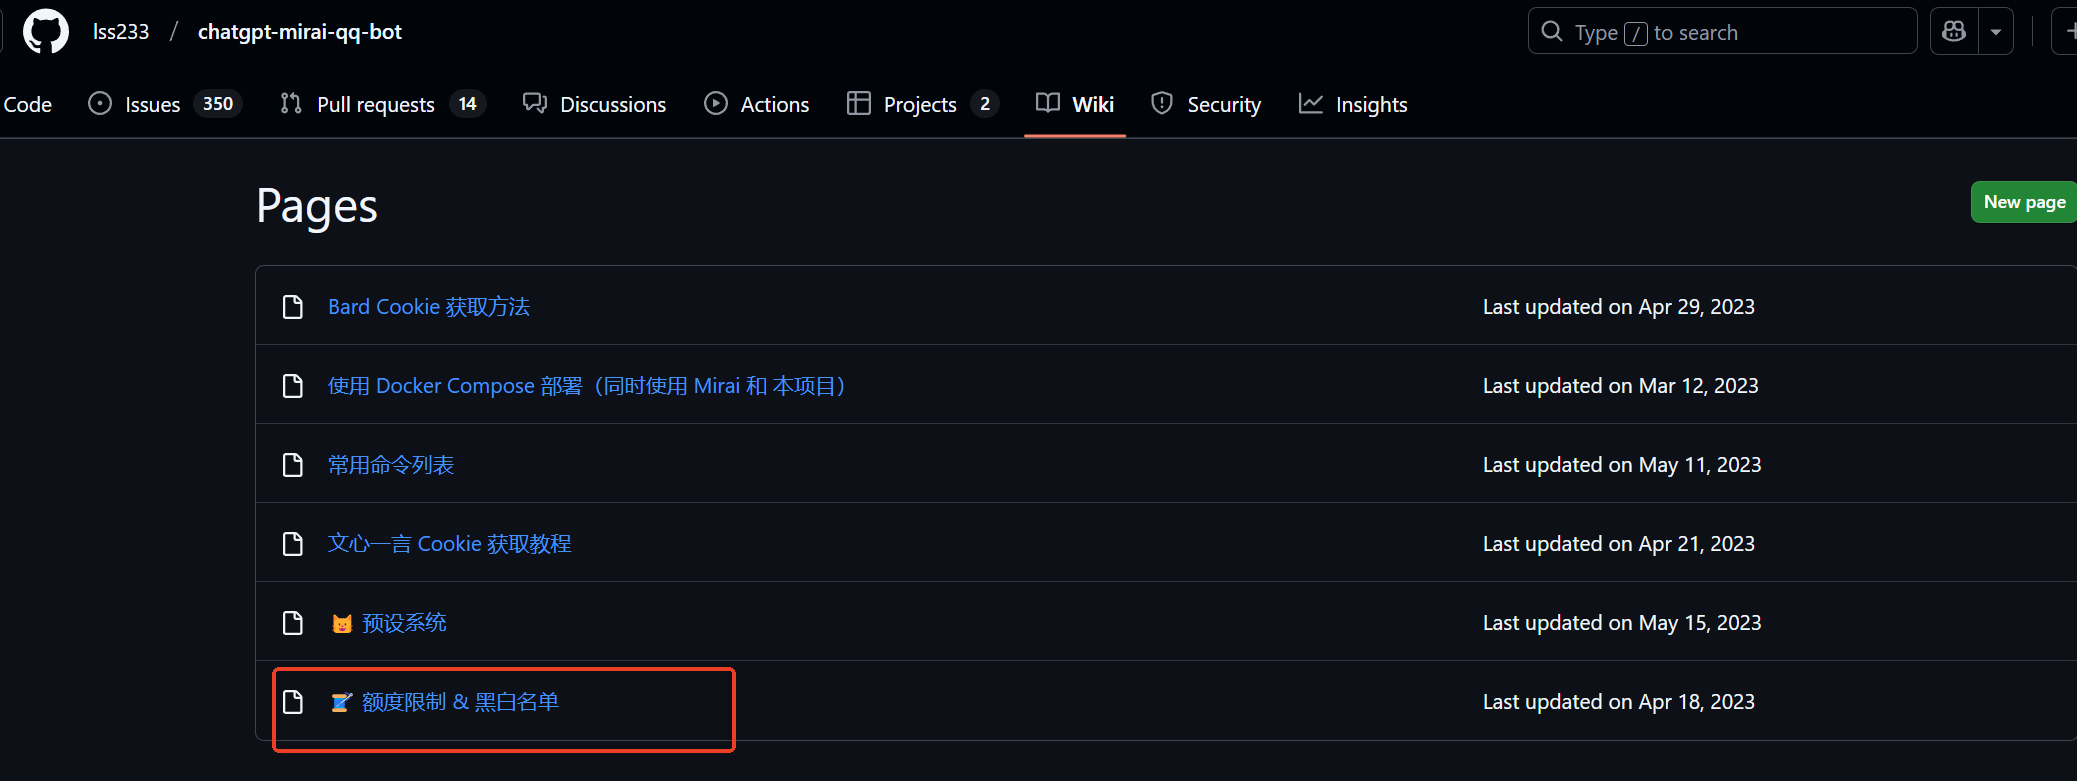 lss233 / chatgpt-mirai-qq-bot
Type / to search
Code Issues 350 Pull requests 14 Discussions Actions Projects 2 Wiki Security Insights
Pages
New page
Bard Cookie 获取方法 Last updated on Apr 29, 2023
使用 Docker Compose 部署（同时使用 Mirai 和 本项目） Last updated on Mar 12, 2023
常用命令列表 Last updated on May 11, 2023
文心一言 Cookie 获取教程 Last updated on Apr 21, 2023
😺 预设系统 Last updated on May 15, 2023
🧵 额度限制 & 黑白名单 Last updated on Apr 18, 2023